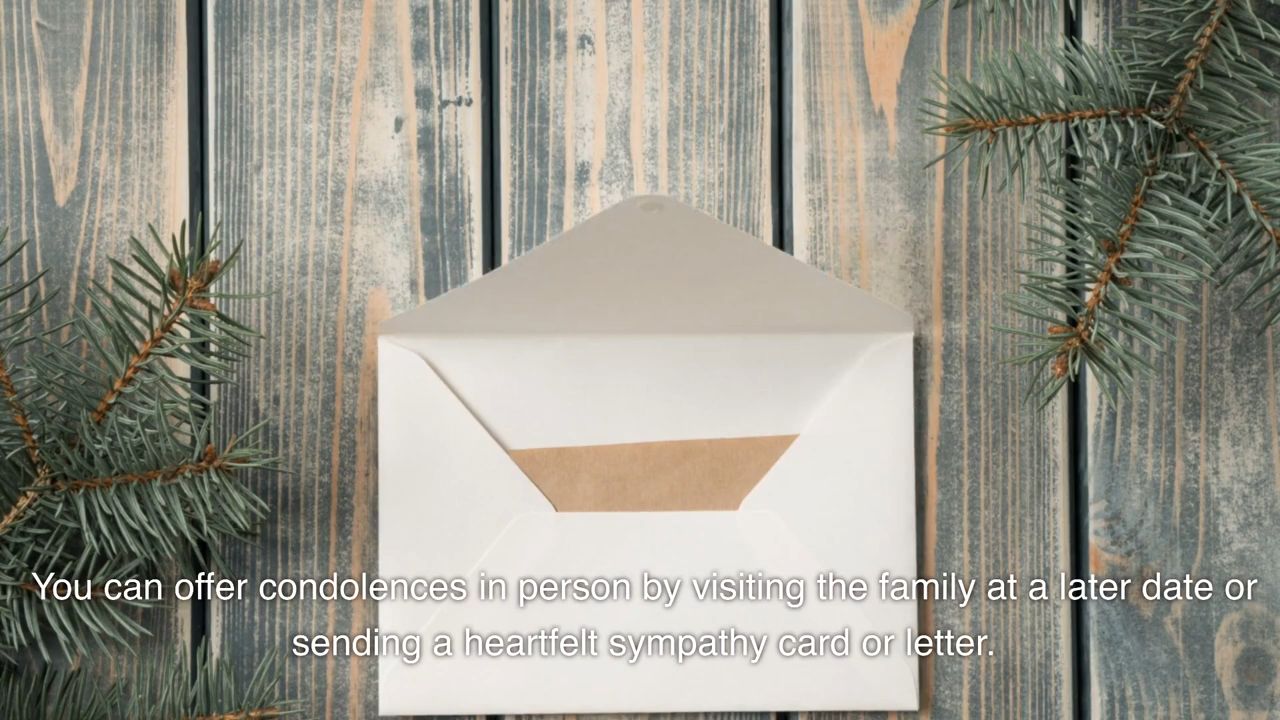 You can offer condolences in person by visiting the family at a later date or
sending a heartfelt sympathy card or letter.